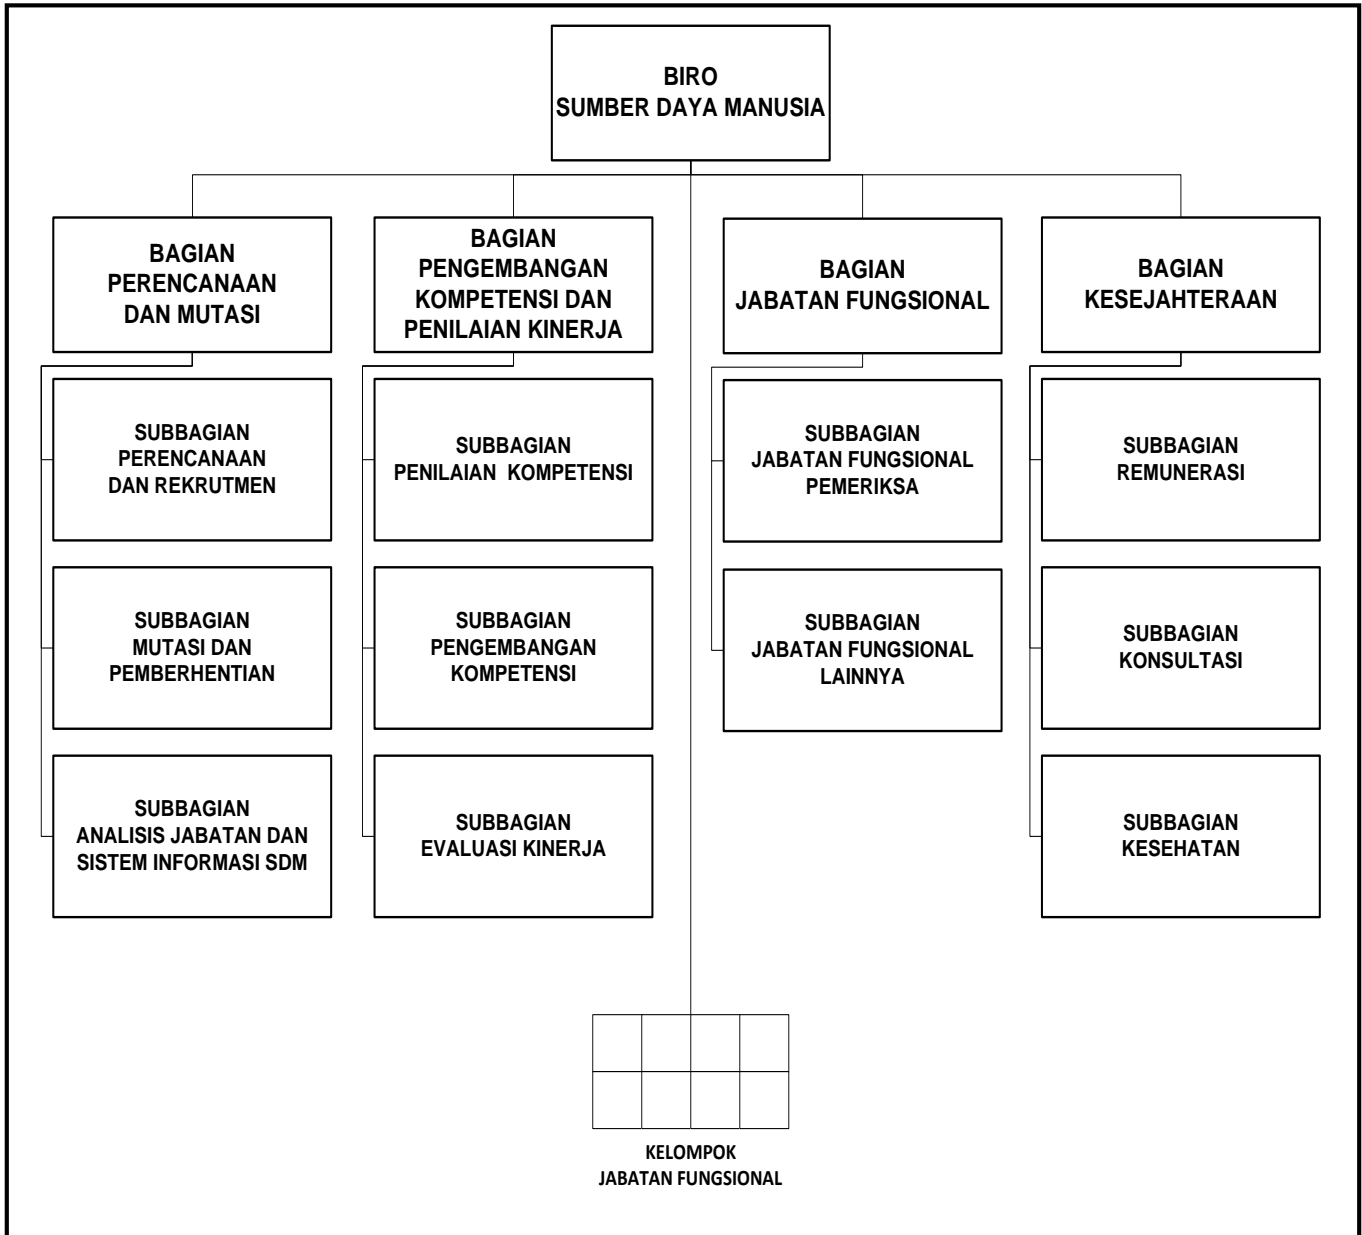 BIRO
SUMBER DAYA MANUSIA
BAGIAN
PERENCANAAN
DAN MUTASI
BAGIAN
PENGEMBANGAN
KOMPETENSI DAN
PENILAIAN KINERJA
BAGIAN
JABATAN FUNGSIONAL
BAGIAN
KESEJAHTERAAN
SUBBAGIAN
PERENCANAAN
DAN REKRUTMEN
SUBBAGIAN
PENILAIAN KOMPETENSI
SUBBAGIAN
JABATAN FUNGSIONAL
PEMERIKSA
SUBBAGIAN
REMUNERASI
SUBBAGIAN
MUTASI DAN
PEMBERHENTIAN
SUBBAGIAN
PENGEMBANGAN
KOMPETENSI
SUBBAGIAN
JABATAN FUNGSIONAL
LAINNYA
SUBBAGIAN
KONSULTASI
SUBBAGIAN
ANALISIS JABATAN DAN
SISTEM INFORMASI SDM
SUBBAGIAN
EVALUASI KINERJA
SUBBAGIAN
KESEHATAN
KELOMPOK
JABATAN FUNGSIONAL